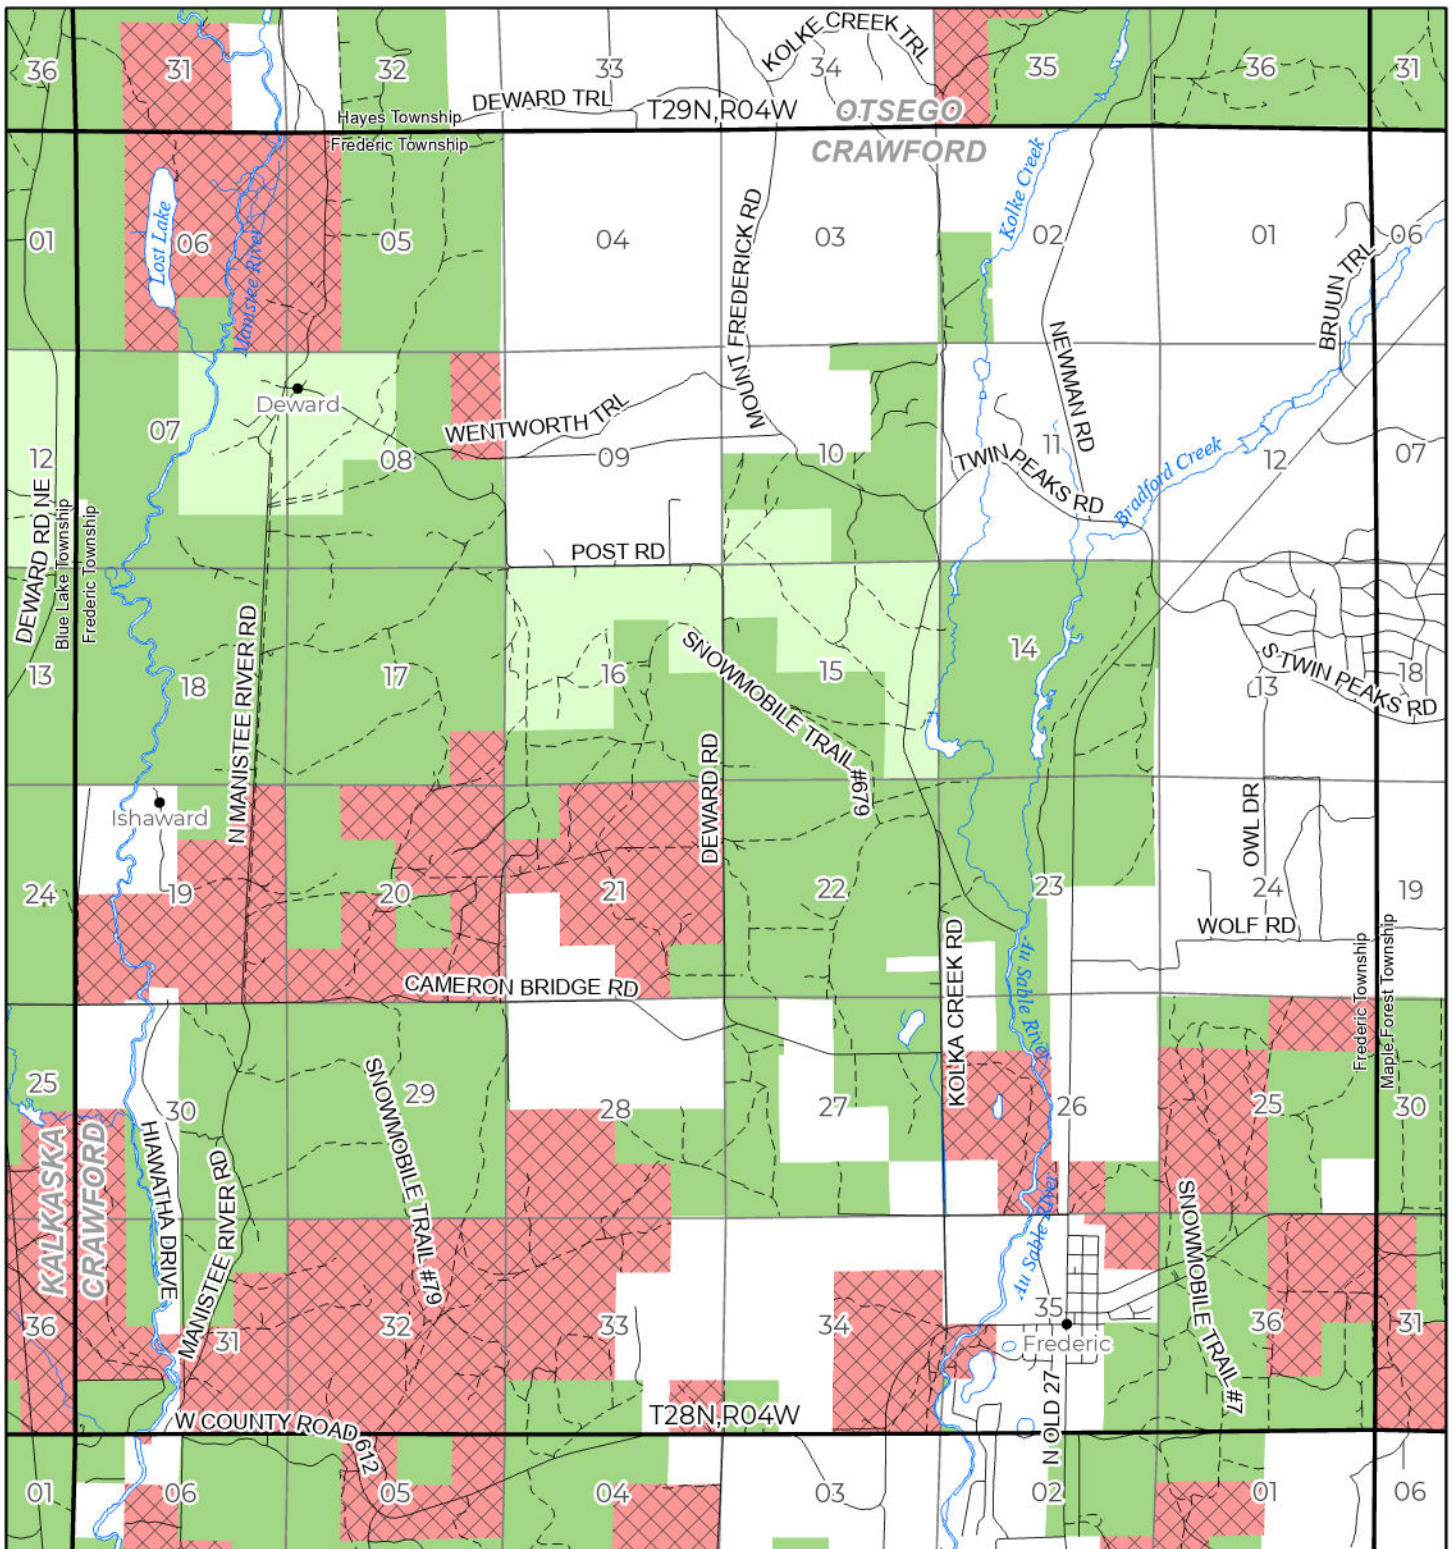 36
31
32
33
34
35
36
31
KOLKE CREEK TRL
DEWARD TRL
T29N,R04W
OTSEGO
CRAWFORD
Hayes Township
Frederic Township
01
06
05
04
03
02
01
06
Lost Lake
Manistee River
MOUNT FREDERICK RD
Kolke Creek
NEWMAN RD
BRUUN TRL
Deward
07
12
08
09
10
11
12
07
WENTWORTH TRL
TWIN PEAKS RD
Bradford Creek
DEWARD RD NE
Blue Lake Township
Frederic Township
POST RD
N MANISTEE RIVER RD
13
18
17
16
15
14
13
18
SNOWMOBILE TRAIL #679
S TWIN PEAKS RD
DEWARD RD
Ishaward
OWL DR
24
19
20
21
22
23
24
19
WOLF RD
CAMERON BRIDGE RD
KOLKA CREEK RD
Au Sable River
Frederic Township
Maple Forest Township
25
30
29
28
27
26
25
30
SNOWMOBILE TRAIL #79
KALKASKA
CRAWFORD
HIAWATHA DRIVE
MANISTEE RIVER RD
Au Sable River
SNOWMOBILE TRAIL #7
36
31
32
33
34
35
36
31
Frederic
T28N,R04W
W COUNTY ROAD 612
N OLD 27
01
06
05
04
03
02
01
06